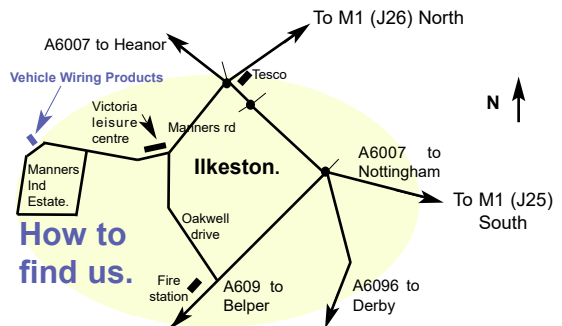 To M1 (J26) North
A6007 to Heanor
Tesco
Vehicle Wiring Products
Victoria
leisure
centre
Manners rd
N
A6007 to
Nottingham
Ilkeston.
Manners
Ind
Estate.
To M1 (J25)
South
Oakwell
drive
How to
find us.
Fire
station
A609 to
Belper
A6096 to
Derby